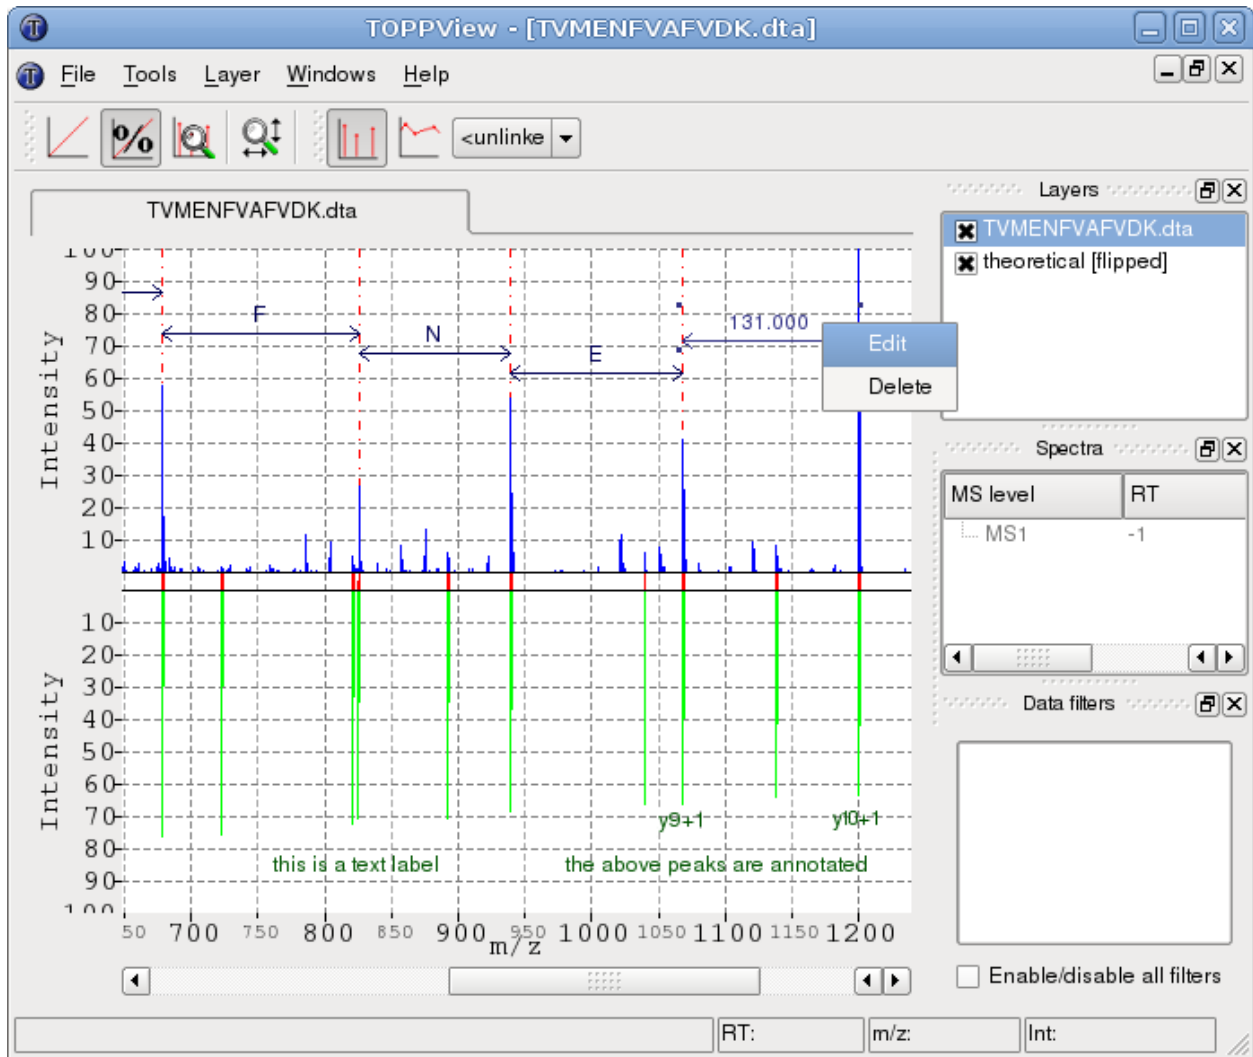 TOPPView - [TVMENFVAFVDK.dta]
File Tools Layer Windows Help
% <unlinke
TVMENFVAFVDK.dta
Layers
TVMENFVAFVDK.dta
theoretical [flipped]
100
90
80
70
60
50
40
30
20
10
Intensity
F
N
E
131.000
Edit
Delete
Spectra
MS level RT
MS1 -1
10
20
30
40
50
60
70
80
90
100
Intensity
y9+1 y10+1
this is a text label the above peaks are annotated
50 700 750 800 850 900 950 1000 1050 1100 1150 1200
m/z
Data filters
Enable/disable all filters
RT: m/z: Int: